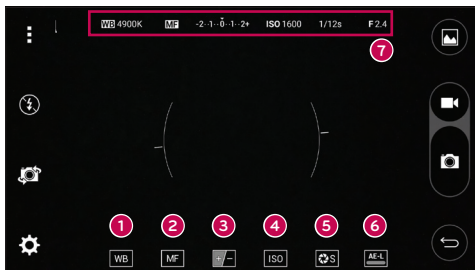 WB 4900K MF -2··1··0··1··2+ ISO 1600 1/12s F 2.4
7
1 2 3 4 5 6
WB MF +/- ISO S AE-L